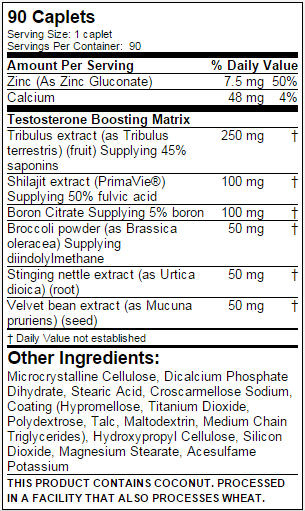 90 Caplets
Serving Size: 1 caplet
Servings Per Container: 90
Amount Per Serving % Daily Value
Zinc (As Zinc Gluconate) 7.5 mg 50%
Calcium 48 mg 4%
Testosterone Boosting Matrix
Tribulus extract (as Tribulus 250 mg †
terrestris) (fruit) Supplying 45%
saponins
Shilajit extract (PrimaVie®) 100 mg †
Supplying 50% fulvic acid
Boron Citrate Supplying 5% boron 100 mg †
Broccoli powder (as Brassica 50 mg †
oleracea) Supplying
diindolylmethane
Stinging nettle extract (as Urtica 50 mg †
dioica) (root)
Velvet bean extract (as Mucuna 50 mg †
pruriens) (seed)
† Daily Value not established
Other Ingredients:
Microcrystalline Cellulose, Dicalcium Phosphate
Dihydrate, Stearic Acid, Croscarmellose Sodium,
Coating (Hypromellose, Titanium Dioxide,
Polydextrose, Talc, Maltodextrin, Medium Chain
Triglycerides), Hydroxypropyl Cellulose, Silicon
Dioxide, Magnesium Stearate, Acesulfame
Potassium
THIS PRODUCT CONTAINS COCONUT. PROCESSED
IN A FACILITY THAT ALSO PROCESSES WHEAT.